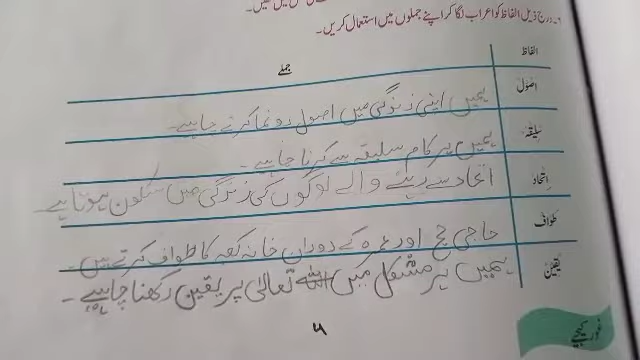 ۶۔ درج ذیل الفاظ کو اعراب لگا کر اپنے جملوں میں استعمال کریں۔
الفاظ جملے
اصول ہمیں اپنی زندگی میں اصول رونما کرنے چاہیے۔
سلیقہ ہمیں ہر کام سلیقہ سے کرنا چاہیے۔
اتحاد اتحاد سے رہنے والے لوگوں کی زندگی میں سکون ہوتا ہے۔
طواف حاجی حج اور عمرہ کے دوران خانہ کعبہ کا طواف کرتے ہیں۔
یقین ہمیں ہر مشکل میں اللہ تعالیٰ پر یقین رکھنا چاہیے۔
غور کیجیے